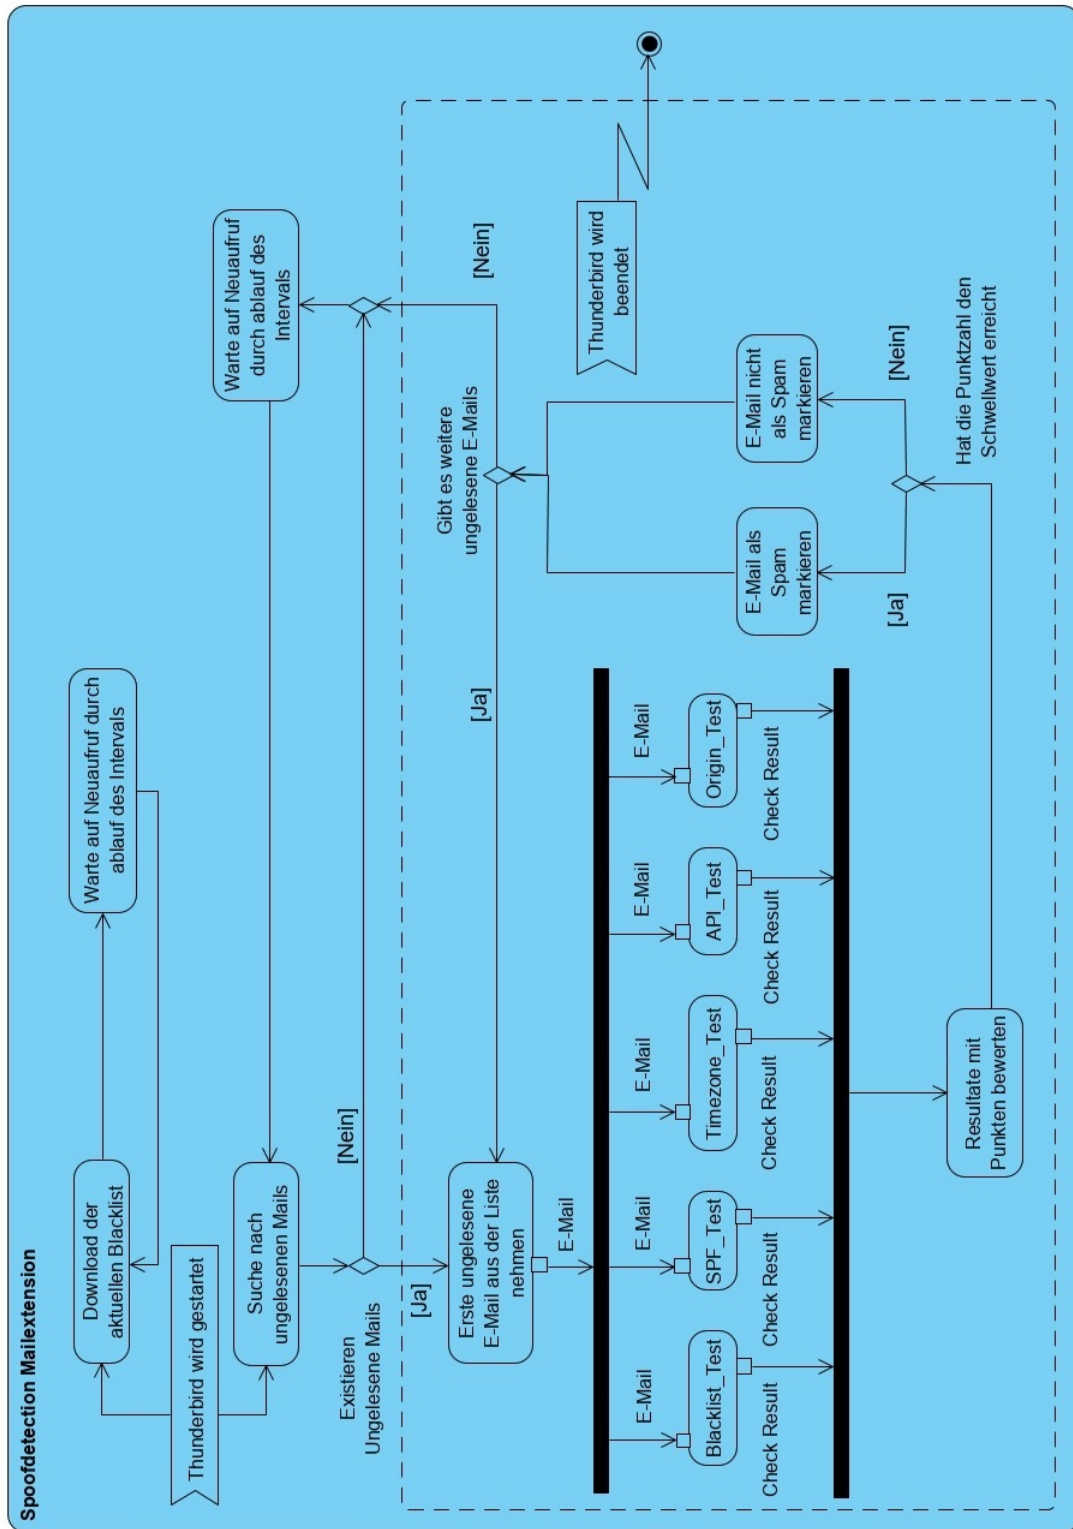 Spoofdetection Mailextension
Thunderbird wird gestartet
Download der
aktuellen Blacklist
Warte auf Neuaufruf durch
ablauf des Intervals
Suche nach
ungelesenen Mails
Warte auf Neuaufruf
durch ablauf des
Intervals
Existieren
Ungelesene Mails
[Nein]
[Ja]
Erste ungelesene
E-Mail aus der Liste
nehmen
[Ja]
Gibt es weitere
ungelesene E-Mails
[Nein]
E-Mail
E-Mail
E-Mail
E-Mail
E-Mail
E-Mail
Blacklist_Test
SPF_Test
Timezone_Test
API_Test
Origin_Test
Check Result
Check Result
Check Result
Check Result
Check Result
Thunderbird wird
beendet
E-Mail als
Spam
markieren
E-Mail nicht
als Spam
markieren
[Ja]
[Nein]
Hat die Punktzahl den
Schwellwert erreicht
Resultate mit
Punkten bewerten